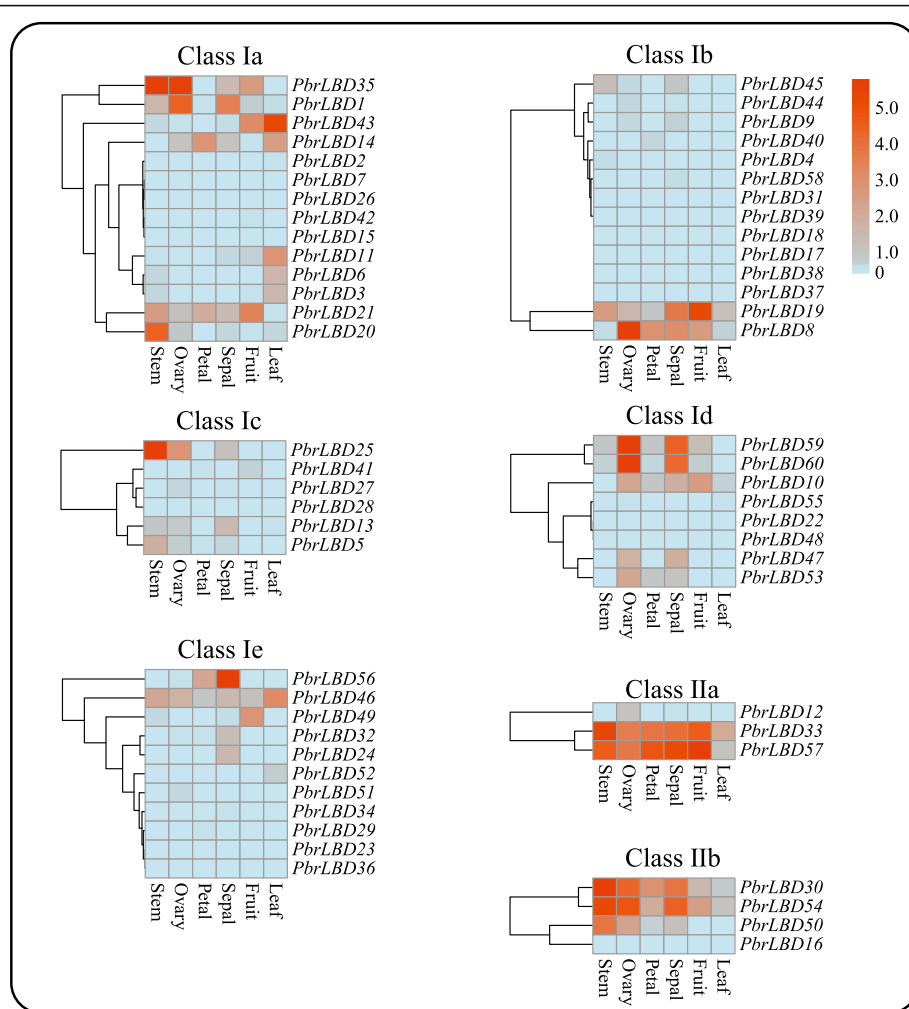 Class Ia
PbrLBD35
PbrLBD1
PbrLBD43
PbrLBD14
PbrLBD2
PbrLBD7
PbrLBD26
PbrLBD42
PbrLBD15
PbrLBD11
PbrLBD6
PbrLBD3
PbrLBD21
PbrLBD20
Stem
Ovary
Petal
Sepal
Fruit
Leaf
Class Ib
PbrLBD45
PbrLBD44
PbrLBD9
PbrLBD40
PbrLBD4
PbrLBD58
PbrLBD31
PbrLBD39
PbrLBD18
PbrLBD17
PbrLBD38
PbrLBD37
PbrLBD19
PbrLBD8
Stem
Ovary
Petal
Sepal
Fruit
Leaf
5.0
4.0
3.0
2.0
1.0
0
Class Ic
PbrLBD25
PbrLBD41
PbrLBD27
PbrLBD28
PbrLBD13
PbrLBD5
Stem
Ovary
Petal
Sepal
Fruit
Leaf
Class Id
PbrLBD59
PbrLBD60
PbrLBD10
PbrLBD55
PbrLBD22
PbrLBD48
PbrLBD47
PbrLBD53
Stem
Ovary
Petal
Sepal
Fruit
Leaf
Class Ie
PbrLBD56
PbrLBD46
PbrLBD49
PbrLBD32
PbrLBD24
PbrLBD52
PbrLBD51
PbrLBD34
PbrLBD29
PbrLBD23
PbrLBD36
Stem
Ovary
Petal
Sepal
Fruit
Leaf
Class IIa
PbrLBD12
PbrLBD33
PbrLBD57
Stem
Ovary
Petal
Sepal
Fruit
Leaf
Class IIb
PbrLBD30
PbrLBD54
PbrLBD50
PbrLBD16
Stem
Ovary
Petal
Sepal
Fruit
Leaf